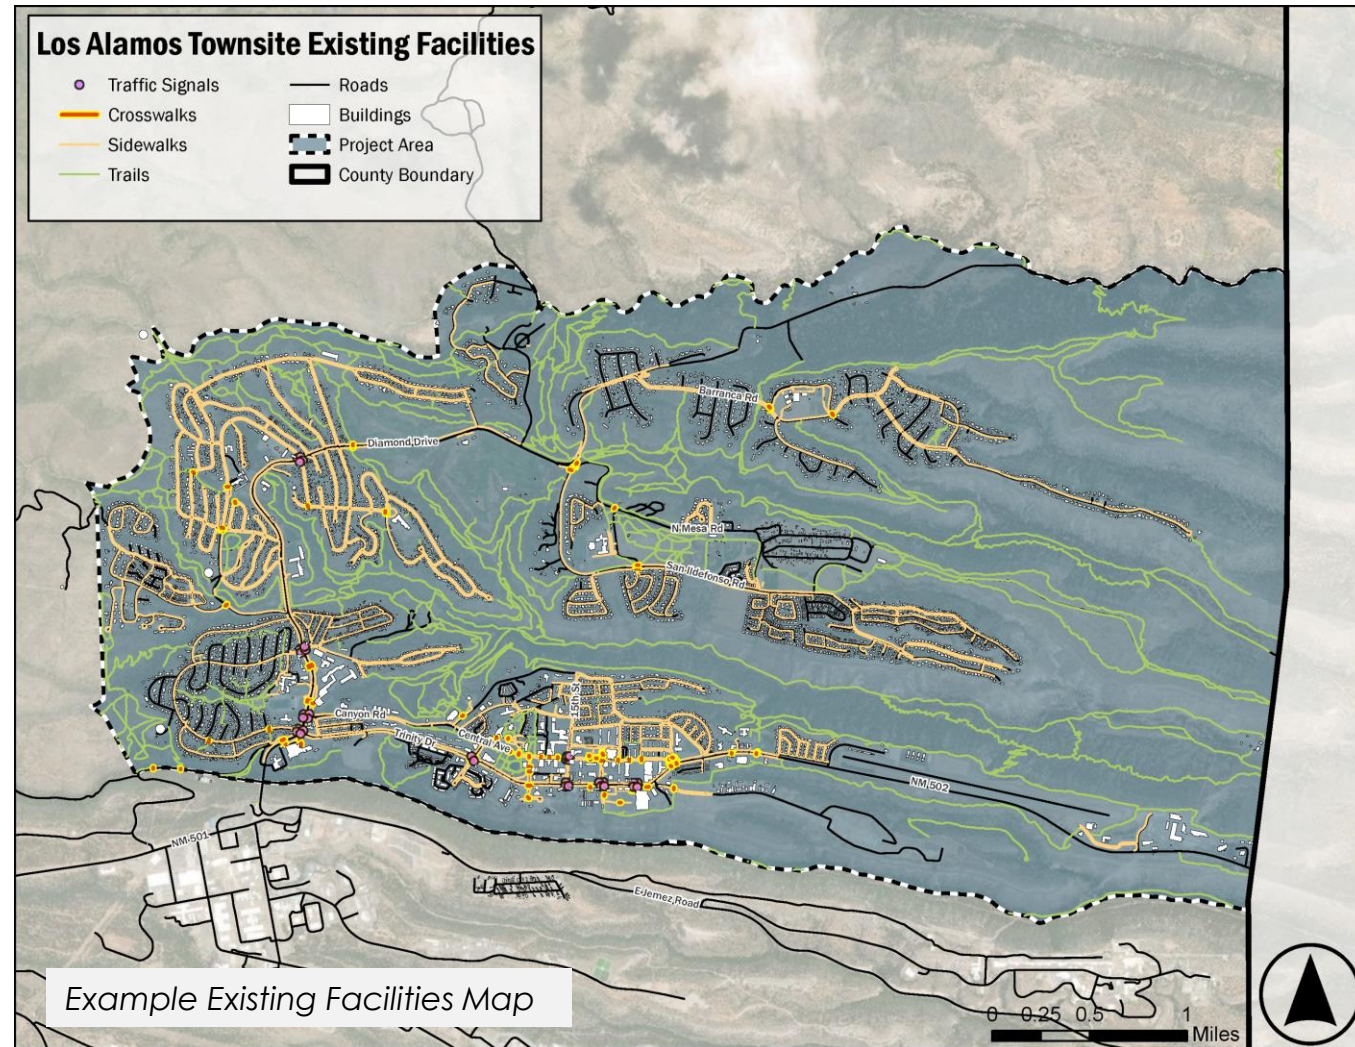 Los Alamos Townsite Existing Facilities
Traffic Signals
Crosswalks
Sidewalks
Trails
Roads
Buildings
Project Area
County Boundary
Barranca Rd
Diamond Drive
N Mesa Rd
San Ildefonso Rd
15th St
Canyon Rd
Central Ave
Trinity Dr
NM 502
NM 501
E Jemez Road
Example Existing Facilities Map
0 0.25 0.5 1
Miles